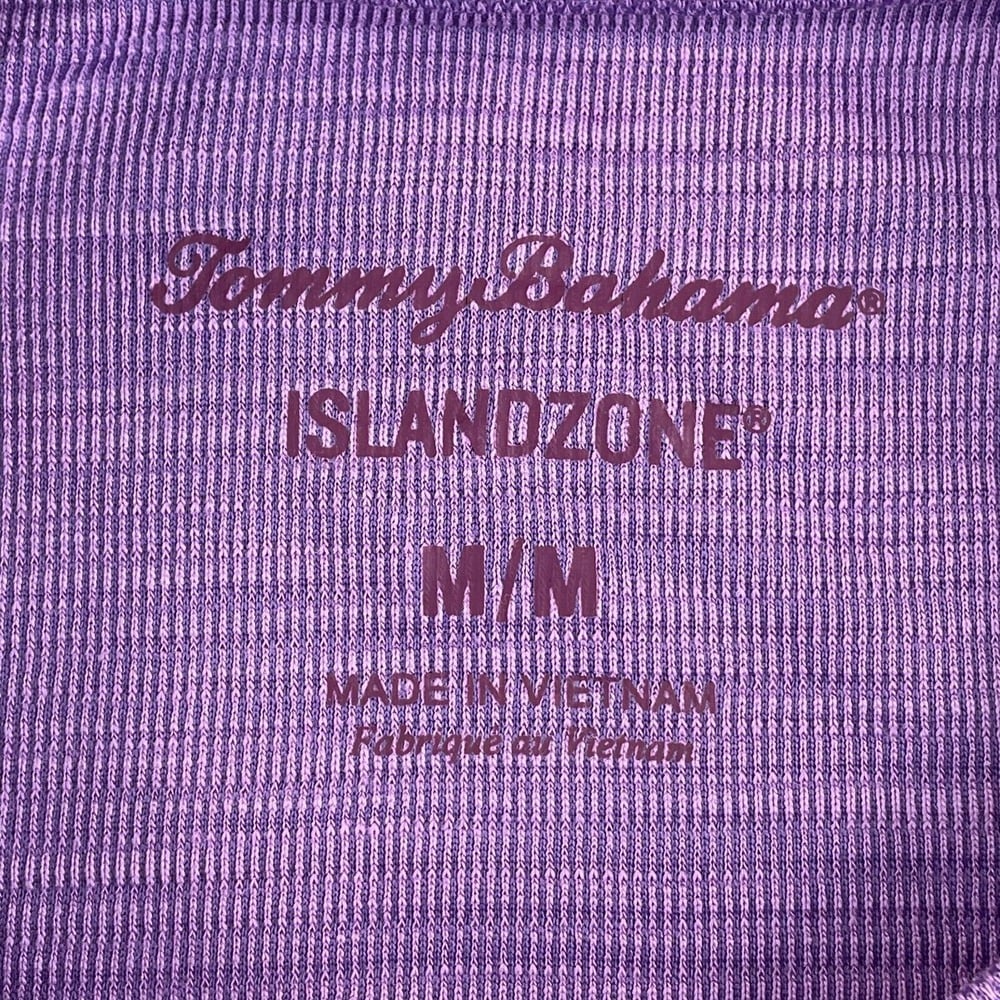 Tommy Bahama®
ISLANDZONE®
M/M
MADE IN VIETNAM
Fabriqué au Vietnam